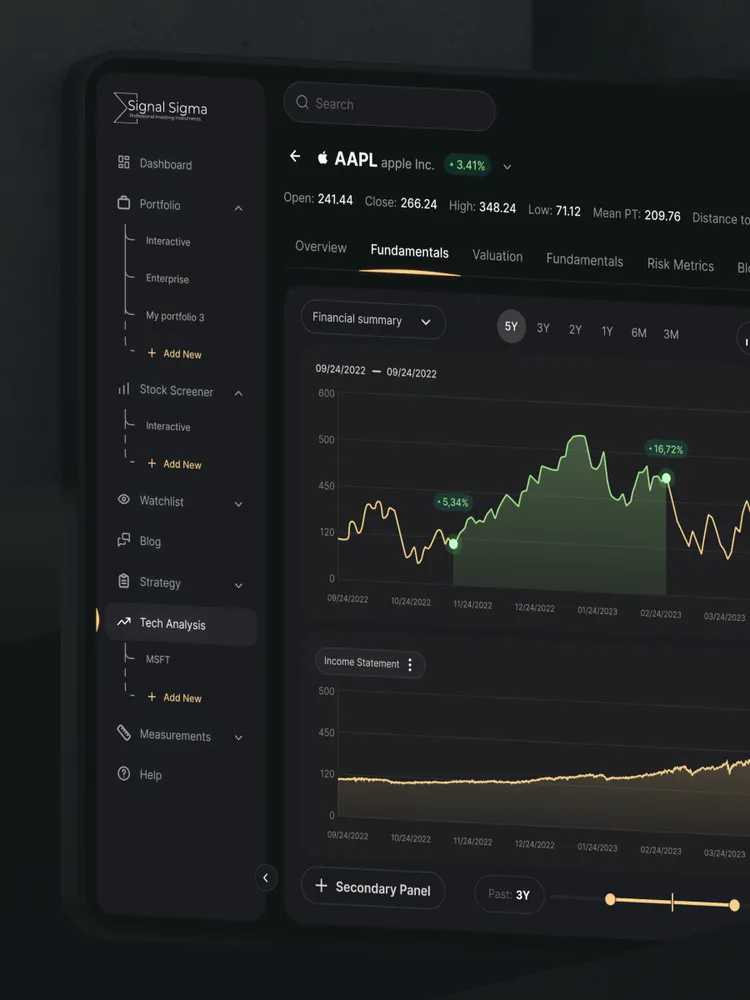 Signal Sigma
Professional Investing Instruments
Dashboard
Portfolio
Interactive
Enterprise
My portfolio 3
+ Add New
Stock Screener
Interactive
+ Add New
Watchlist
Blog
Strategy
Tech Analysis
MSFT
+ Add New
Measurements
Help
Search
AAPL apple Inc. 3.41%
Open: 241.44 Close: 266.24 High: 348.24 Low: 71.12 Mean PT: 209.76 Distance to
Overview Fundamentals Valuation Fundamentals Risk Metrics Bl
Financial summary 5Y 3Y 2Y 1Y 6M 3M
09/24/2022 — 09/24/2022
600
500
450
120
0
5,34%
16,72%
09/24/2022 10/24/2022 11/24/2022 12/24/2022 01/24/2023 02/24/2023 03/24/2023
Income Statement
500
450
120
0
09/24/2022 10/24/2022 11/24/2022 12/24/2022 01/24/2023 02/24/2023 03/24/2023
+ Secondary Panel Past: 3Y